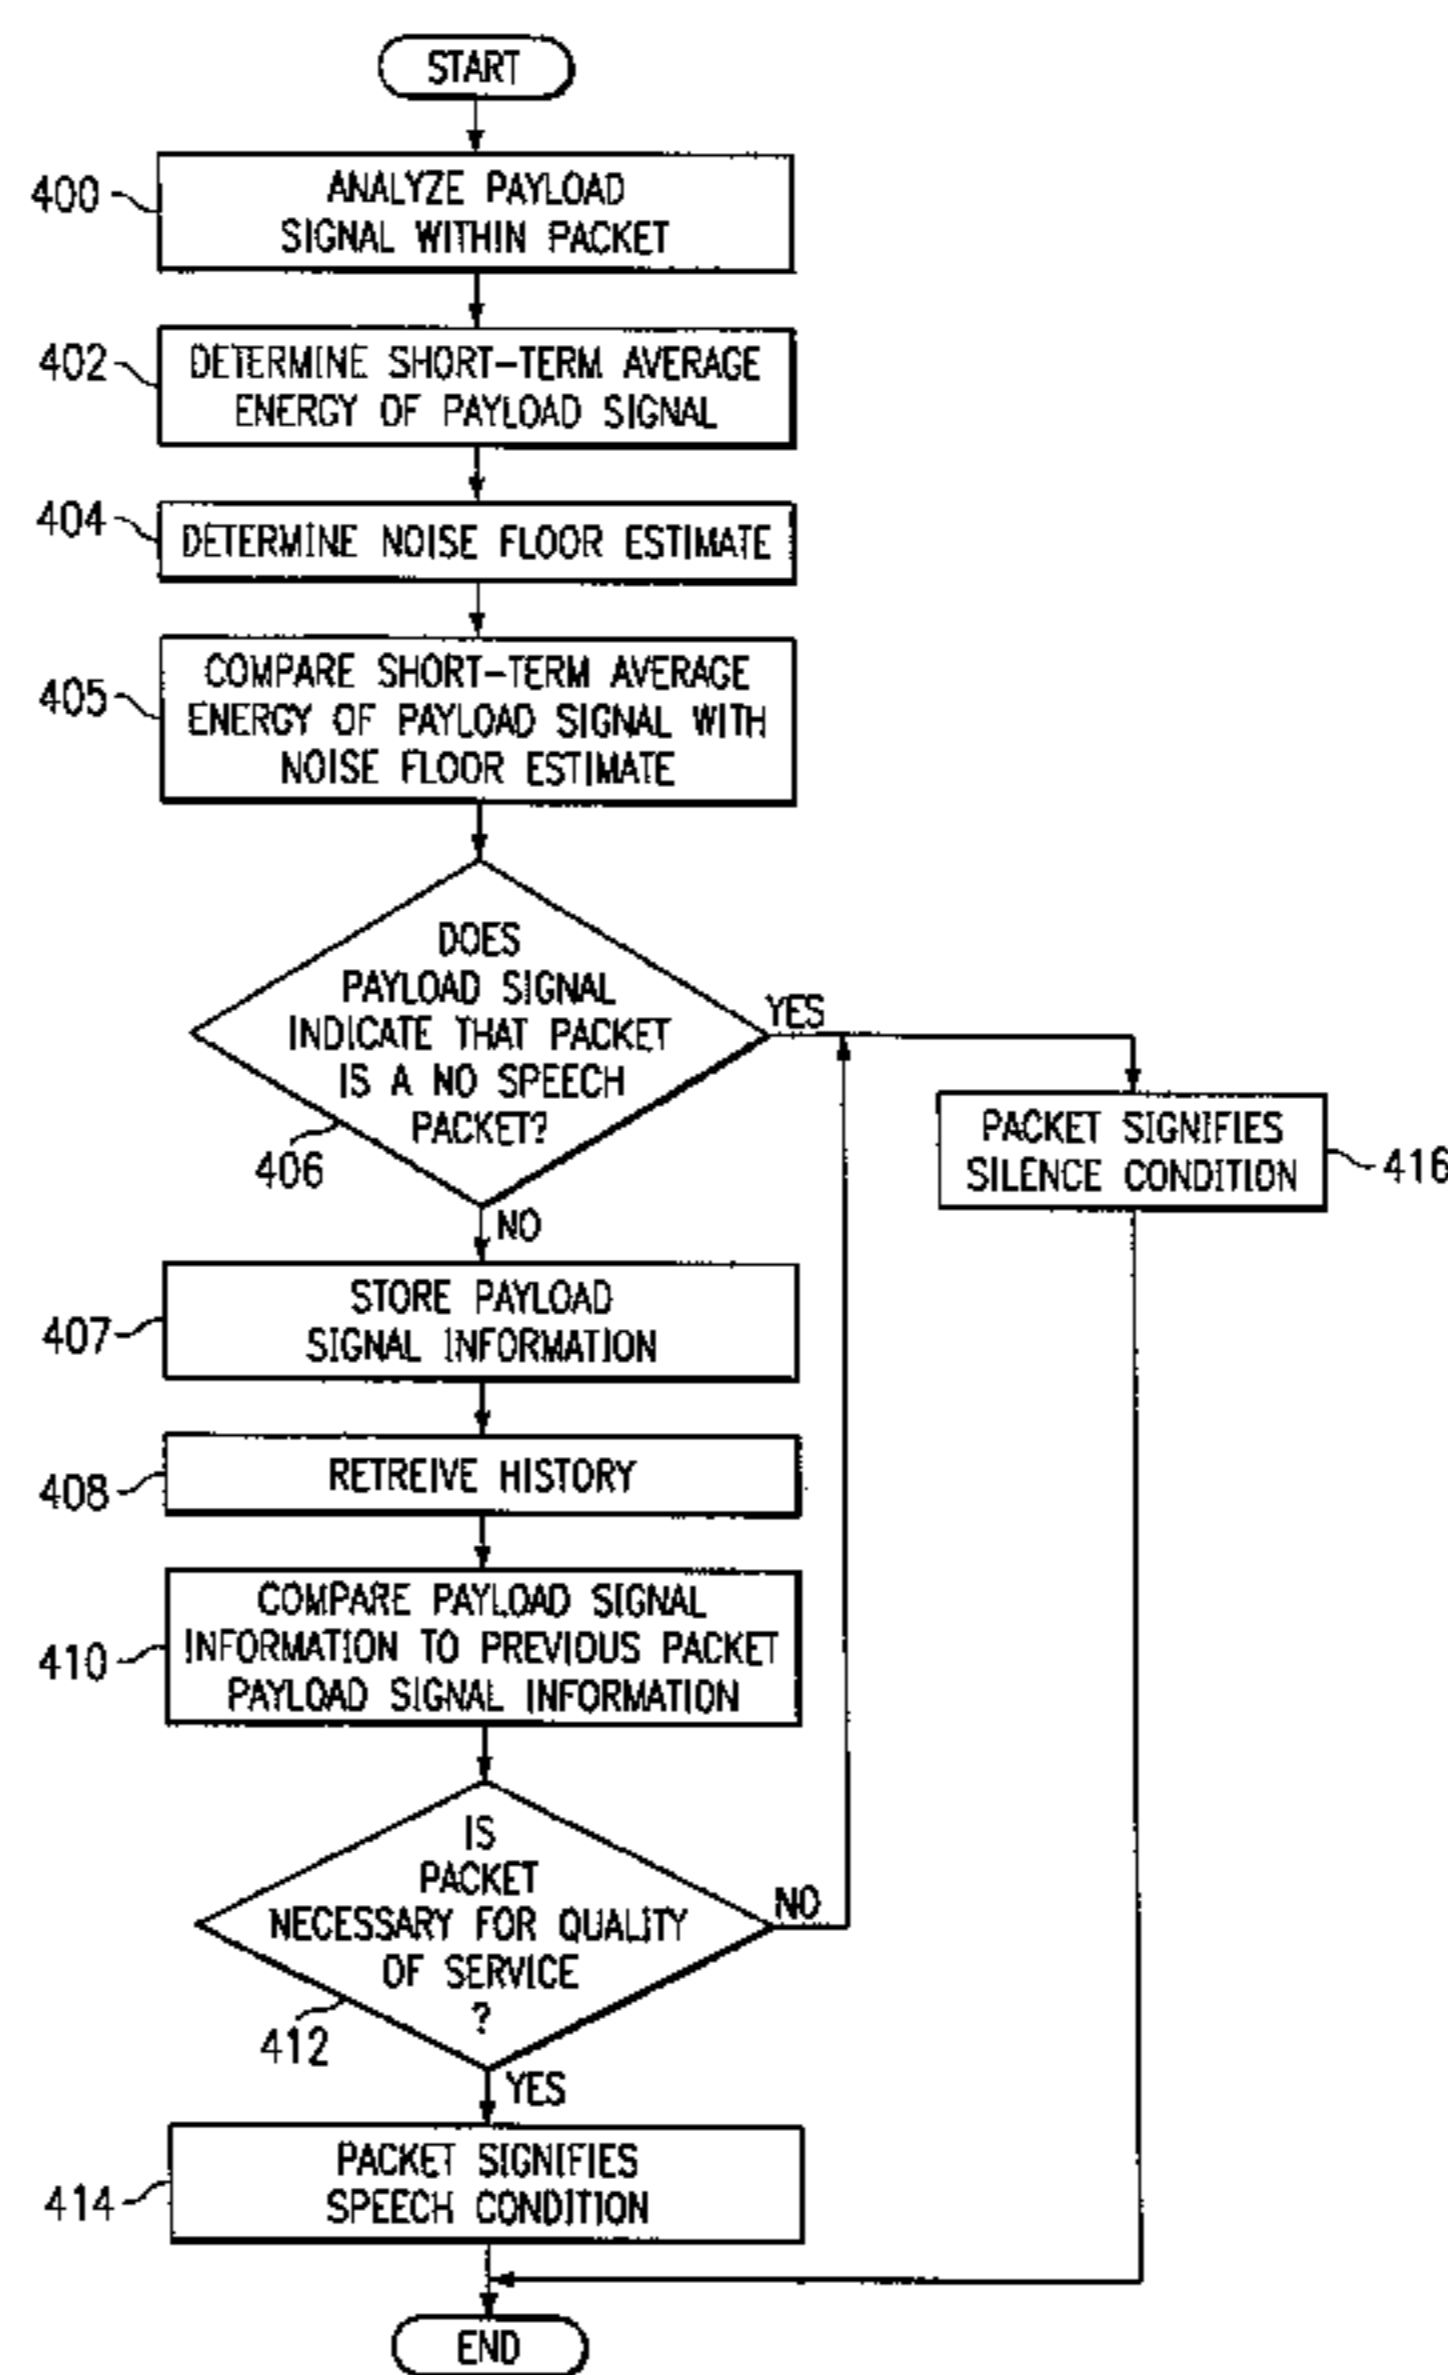 START
400
ANALYZE PAYLOAD
SIGNAL WITHIN PACKET
402
DETERMINE SHORT-TERM AVERAGE
ENERGY OF PAYLOAD SIGNAL
404
DETERMINE NOISE FLOOR ESTIMATE
405
COMPARE SHORT-TERM AVERAGE
ENERGY OF PAYLOAD SIGNAL WITH
NOISE FLOOR ESTIMATE
DOES
PAYLOAD SIGNAL
INDICATE THAT PACKET
IS A NO SPEECH
PACKET?
406
YES
PACKET SIGNIFIES
SILENCE CONDITION
416
NO
407
STORE PAYLOAD
SIGNAL INFORMATION
408
RETREIVE HISTORY
410
COMPARE PAYLOAD SIGNAL
INFORMATION TO PREVIOUS PACKET
PAYLOAD SIGNAL INFORMATION
IS
PACKET
NECESSARY FOR QUALITY
OF SERVICE
?
412
NO
YES
414
PACKET SIGNIFIES
SPEECH CONDITION
END